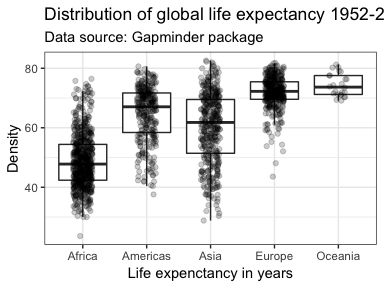 Distribution of global life expectancy 1952-2
Data source: Gapminder package
80
60
40
Density
Africa Americas Asia Europe Oceania
Life expenctancy in years